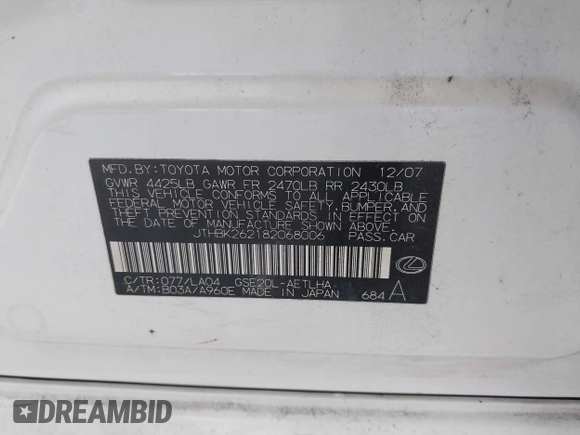 MFD.BY:TOYOTA MOTOR CORPORATION 12/07
GVWR 4425LB GAWR FR 2470LB RR 2430LB
THIS VEHICLE CONFORMS TO ALL APPLICABLE
FEDERAL MOTOR VEHICLE SAFETY, BUMPER, AND
THEFT PREVENTION STANDARDS IN EFFECT ON
THE DATE OF MANUFACTURE SHOWN ABOVE.
JTHBK262182068006 PASS.CAR
C/TR:077/LA04 GSE20L-AETLHA
A/TM:B03A/A960E MADE IN JAPAN 684 A
DREAMBID